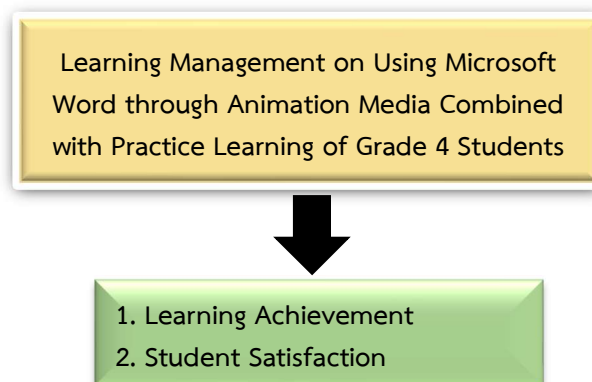 Learning Management on Using Microsoft
Word through Animation Media Combined
with Practice Learning of Grade 4 Students
1. Learning Achievement
2. Student Satisfaction